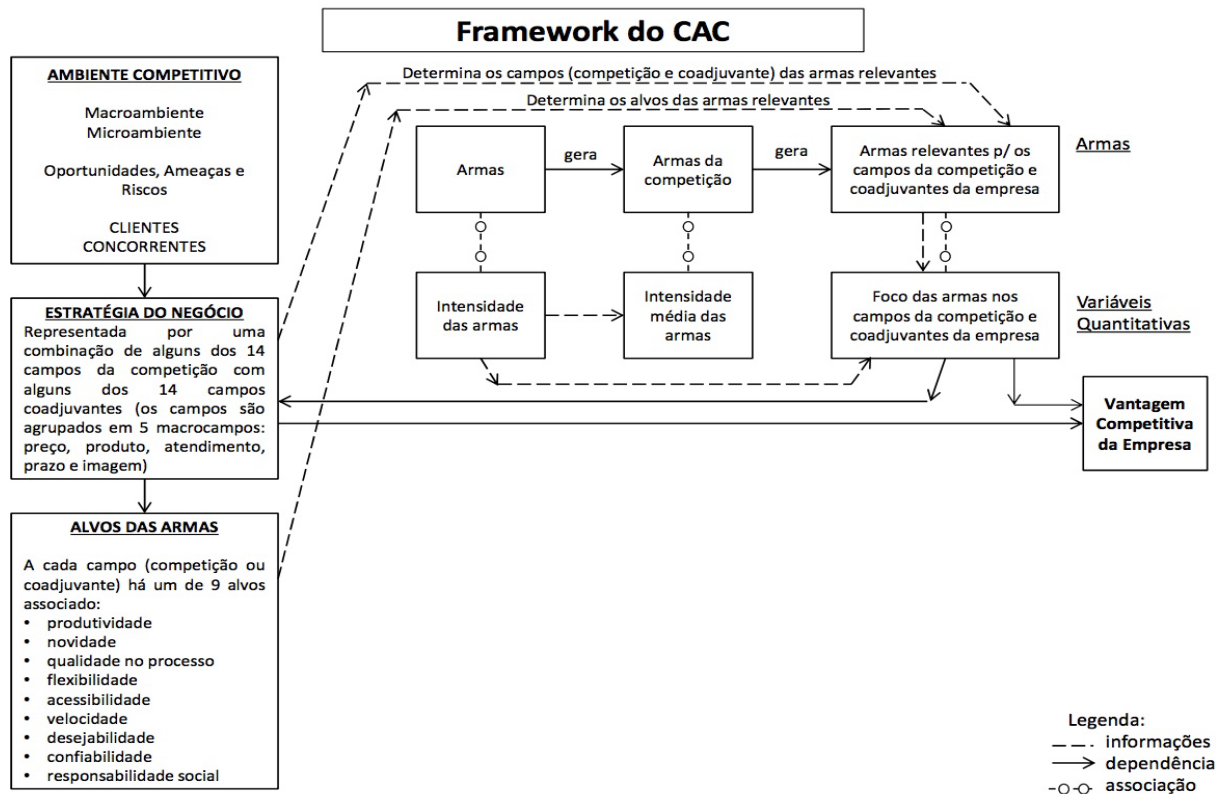 Framework do CAC
AMBIENTE COMPETITIVO
Macroambiente
Microambiente
Oportunidades, Ameaças e
Riscos
CLIENTES
CONCORRENTES
ESTRATÉGIA DO NEGÓCIO
Representada por uma
combinação de alguns dos 14
campos da competição com
alguns dos 14 campos
coadjuvantes (os campos são
agrupados em 5 macrocampos:
preço, produto, atendimento,
prazo e imagem)
ALVOS DAS ARMAS
A cada campo (competição ou
coadjuvante) há um de 9 alvos
associado:
• produtividade
• novidade
• qualidade no processo
• flexibilidade
• acessibilidade
• velocidade
• desejabilidade
• confiabilidade
• responsabilidade social
Determina os campos (competição e coadjuvante) das armas relevantes
Determina os alvos das armas relevantes
Armas
gera
Armas da
competição
gera
Armas relevantes p/ os
campos da competição e
coadjuvantes da empresa
Armas
Intensidade
das armas
Intensidade
média das
armas
Foco das armas nos
campos da competição e
coadjuvantes da empresa
Variáveis
Quantitativas
Vantagem
Competitiva
da Empresa
Legenda:
informações
dependência
associação